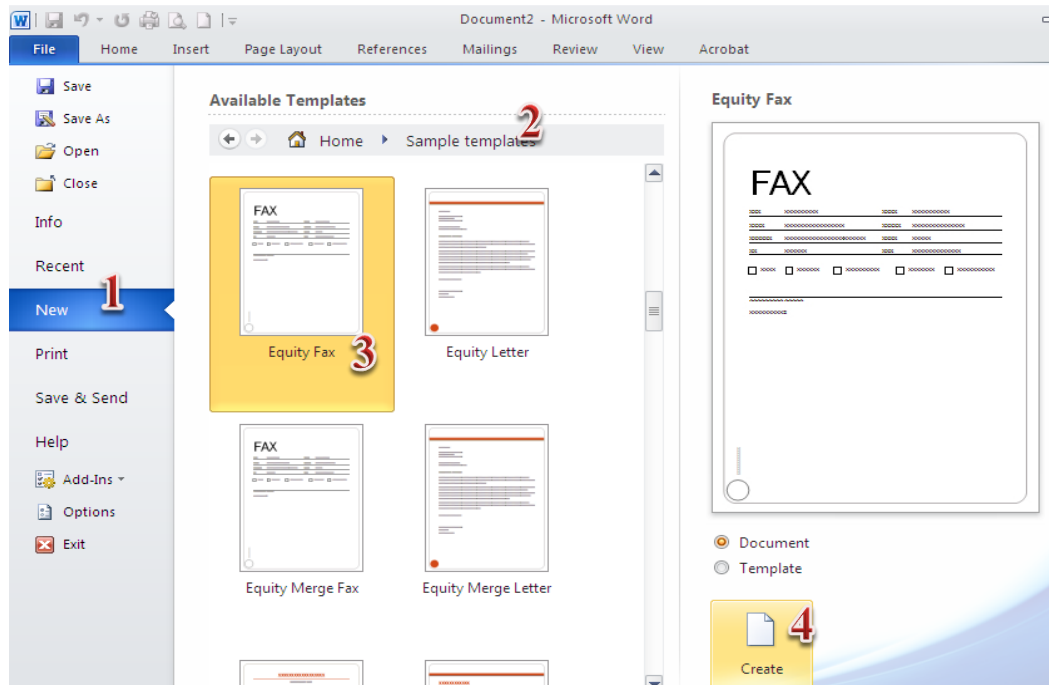 W
Document2 - Microsoft Word
File Home Insert Page Layout References Mailings Review View Acrobat
Save
Save As
Open
Close
Info
Recent
New
1
Print
Save & Send
Help
Add-Ins
Options
Exit
Available Templates
Home Sample templates
2
FAX
Equity Fax
3
Equity Letter
FAX
Equity Merge Fax
Equity Merge Letter
Equity Fax
FAX
Document
Template
4
Create